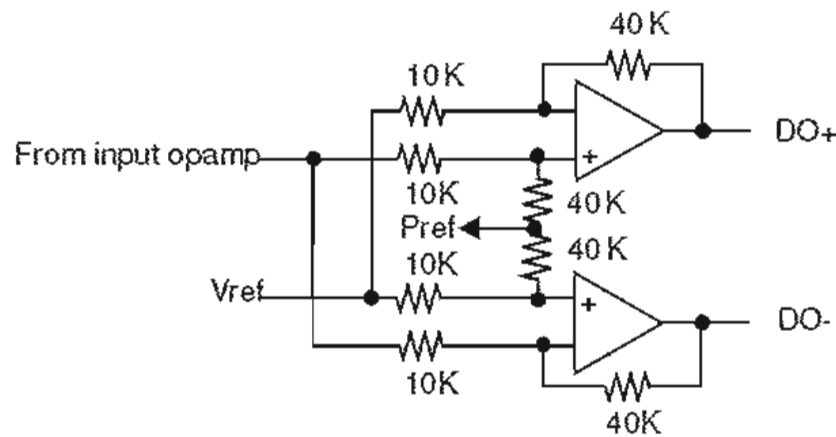 40K
10K
DO+
From input opamp
+
10K
40K
Pref
40K
10K
Vref
+
DO-
10K
40K